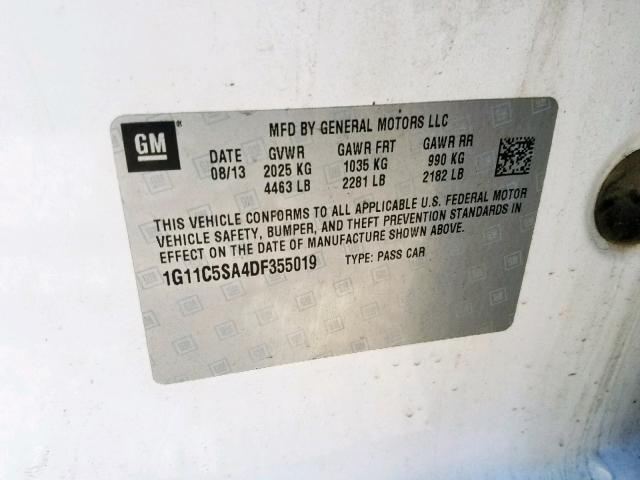 GM
MFD BY GENERAL MOTORS LLC
DATE GVWR GAWR FRT GAWR RR
08/13 2025 KG 1035 KG 990 KG
4463 LB 2281 LB 2182 LB
THIS VEHICLE CONFORMS TO ALL APPLICABLE U.S. FEDERAL MOTOR
VEHICLE SAFETY, BUMPER, AND THEFT PREVENTION STANDARDS IN
EFFECT ON THE DATE OF MANUFACTURE SHOWN ABOVE.
1G11C5SA4DF355019 TYPE: PASS CAR